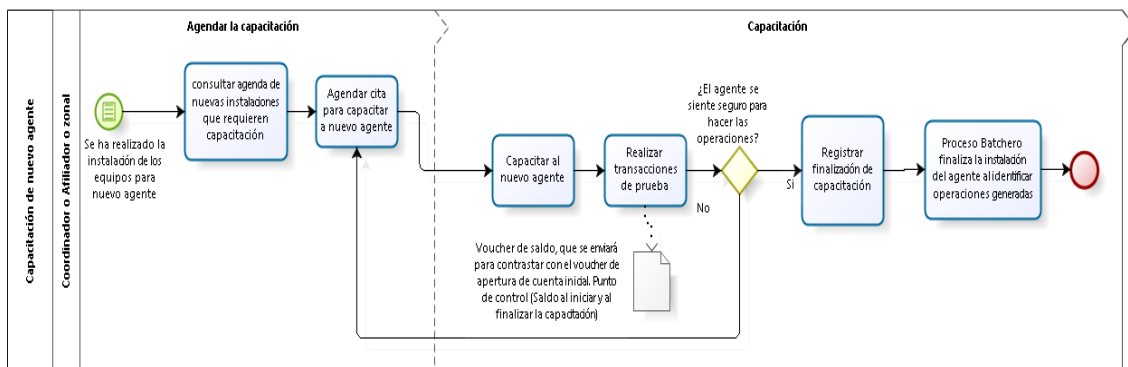 Capacitación de nuevo agente
Coordinador o Afiliador o zonal
Agendar la capacitación
Capacitación
Se ha realizado la
instalación de los
equipos para
nuevo agente
consultar agenda de
nuevas instalaciones
que requieren
capacitación
Agendar cita
para capacitar
a nuevo agente
Capacitar al
nuevo agente
Realizar
transacciones
de prueba
¿El agente se
siente seguro para
hacer las
operaciones?
Si
No
Registrar
finalización de
capacitación
Proceso Batchero
finaliza la instalación
del agente al identificar
operaciones generadas
Voucher de saldo, que se enviará
para contrastar con el voucher de
apertura de cuenta inicial. Punto
de control (Saldo al iniciar y al
finalizar la capacitación)